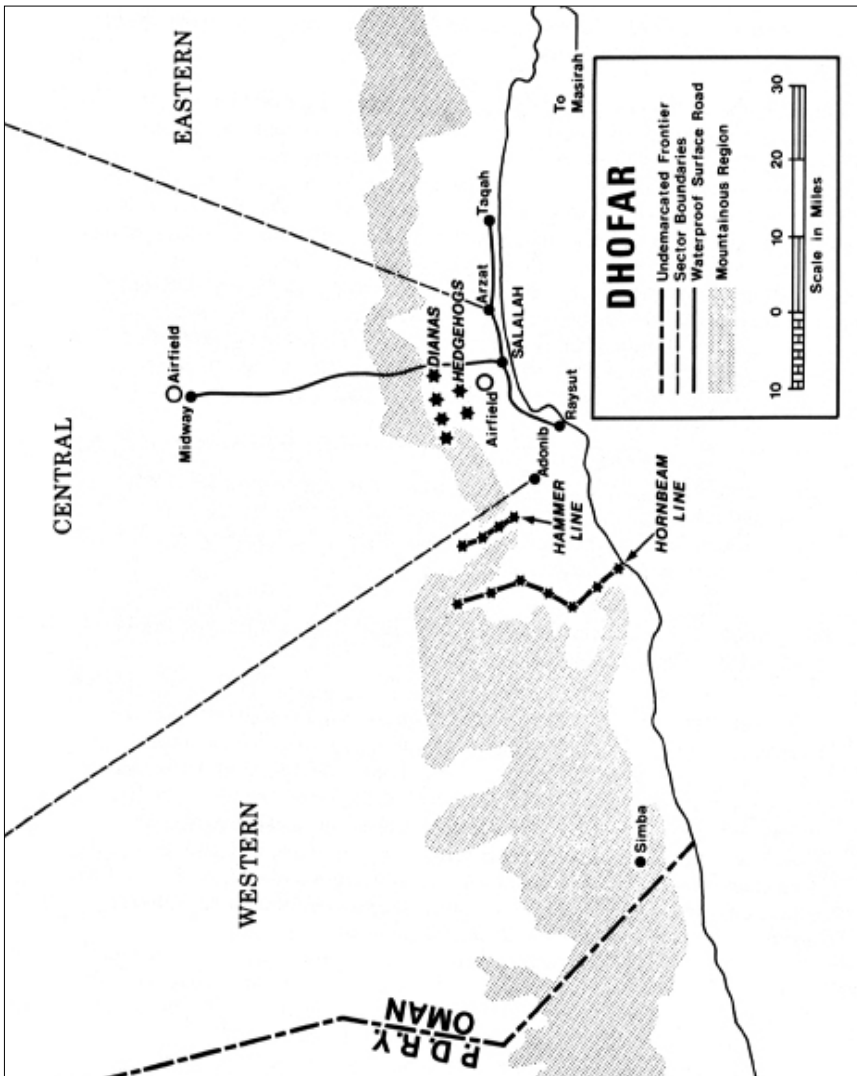 P. D. R. Y.
OMAN
WESTERN
CENTRAL
EASTERN
Airfield
Midway
DIANAS
HEDGEHOGS
Airfield
SALALAH
Arzat
Taqah
Adonib
Raysut
HAMMER
LINE
HORNBEAM
LINE
Simba
To
Masirah
DHOFAR
Undemarcated Frontier
Sector Boundaries
Waterproof Surface Road
Mountainous Region
10 0 10 20 30
Scale in Miles